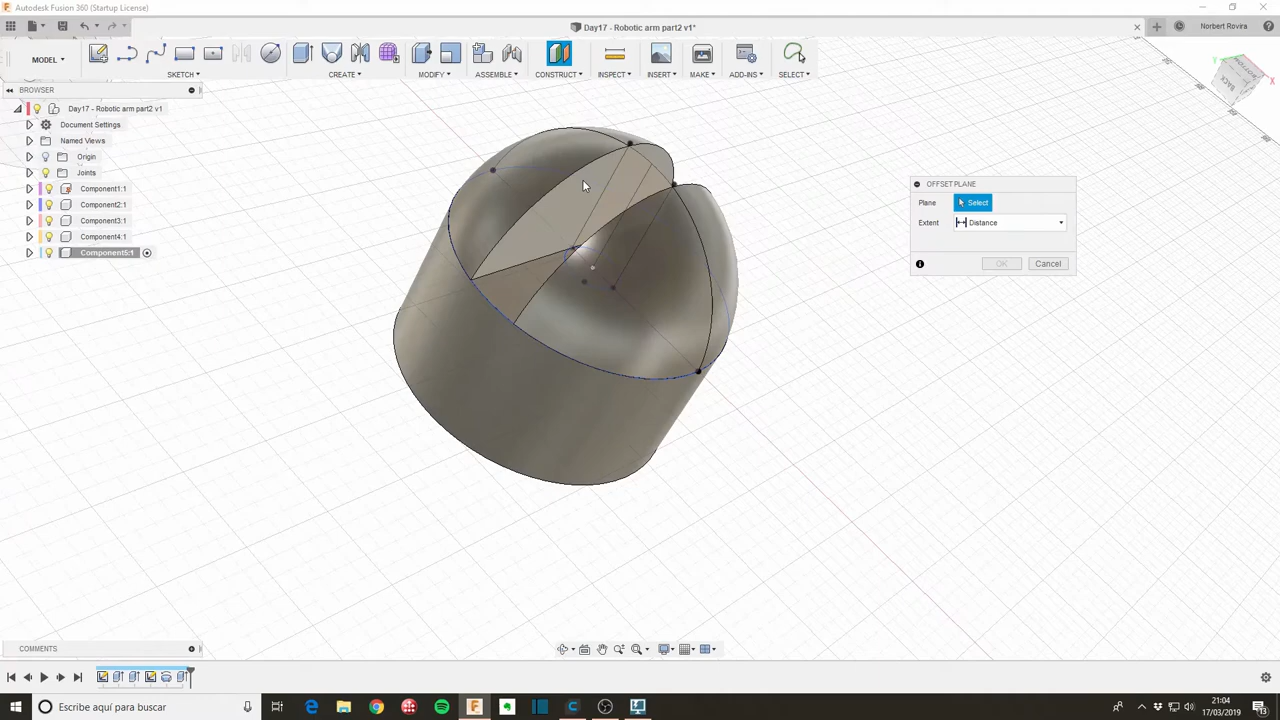 Autodesk Fusion 360 (Startup License)
Day17 - Robotic arm part2 v1*
Norbert Rovira
MODEL
SKETCH
CREATE
MODIFY
ASSEMBLE
CONSTRUCT
INSPECT
INSERT
MAKE
ADD-INS
SELECT
BROWSER
Day17 - Robotic arm part2 v1
Document Settings
Named Views
Origin
Joints
Component1:1
Component2:1
Component3:1
Component4:1
Component5:1
OFFSET PLANE
Plane Select
Extent Distance
OK Cancel
BACK
COMMENTS
Escribe aquí para buscar
21:04
17/03/2019